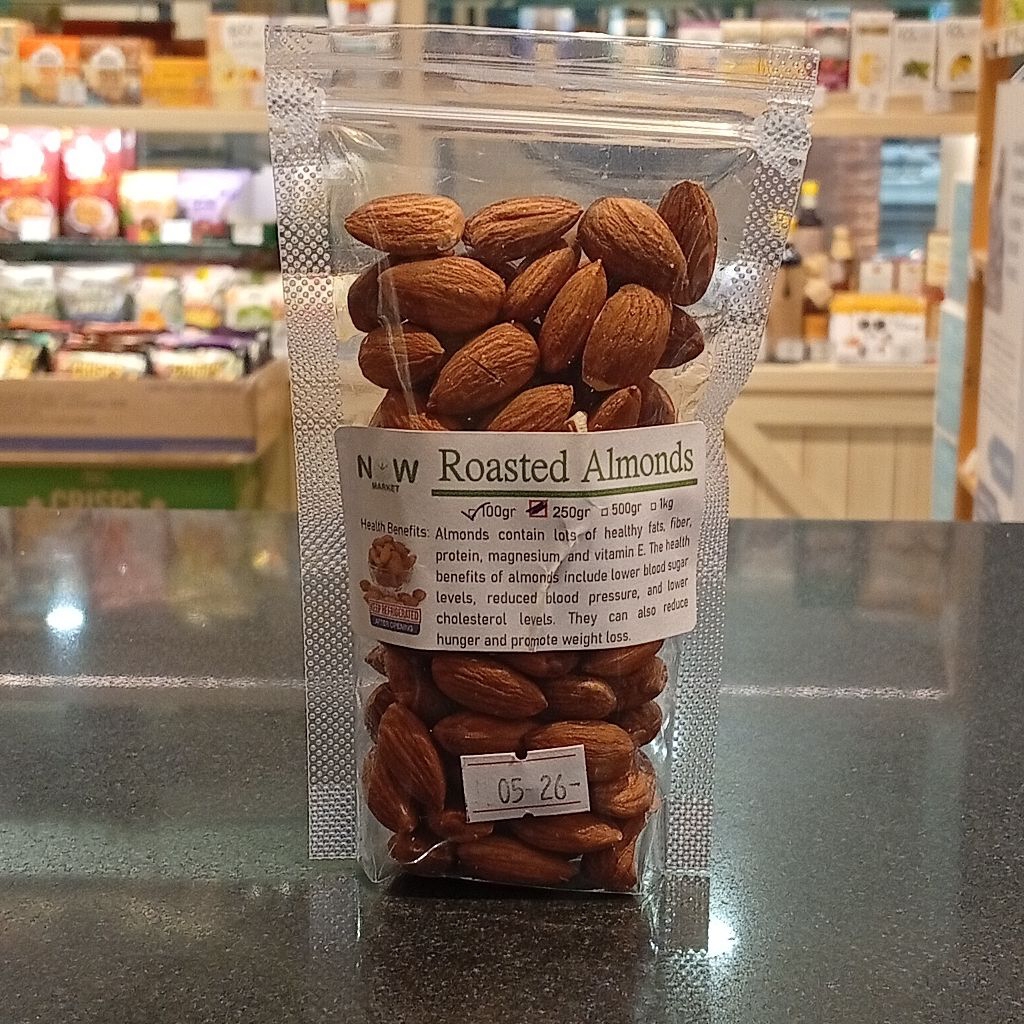 NOW
MARKET
Roasted Almonds
100gr 250gr 500gr 1kg
Health Benefits:
Almonds contain lots of healthy fats, fiber,
protein, magnesium, and vitamin E. The health
benefits of almonds include lower blood sugar
levels, reduced blood pressure, and lower
cholesterol levels. They can also reduce
hunger and promote weight loss.
KEEP REFRIGERATED
AFTER OPENING
05-26-
CRISPS